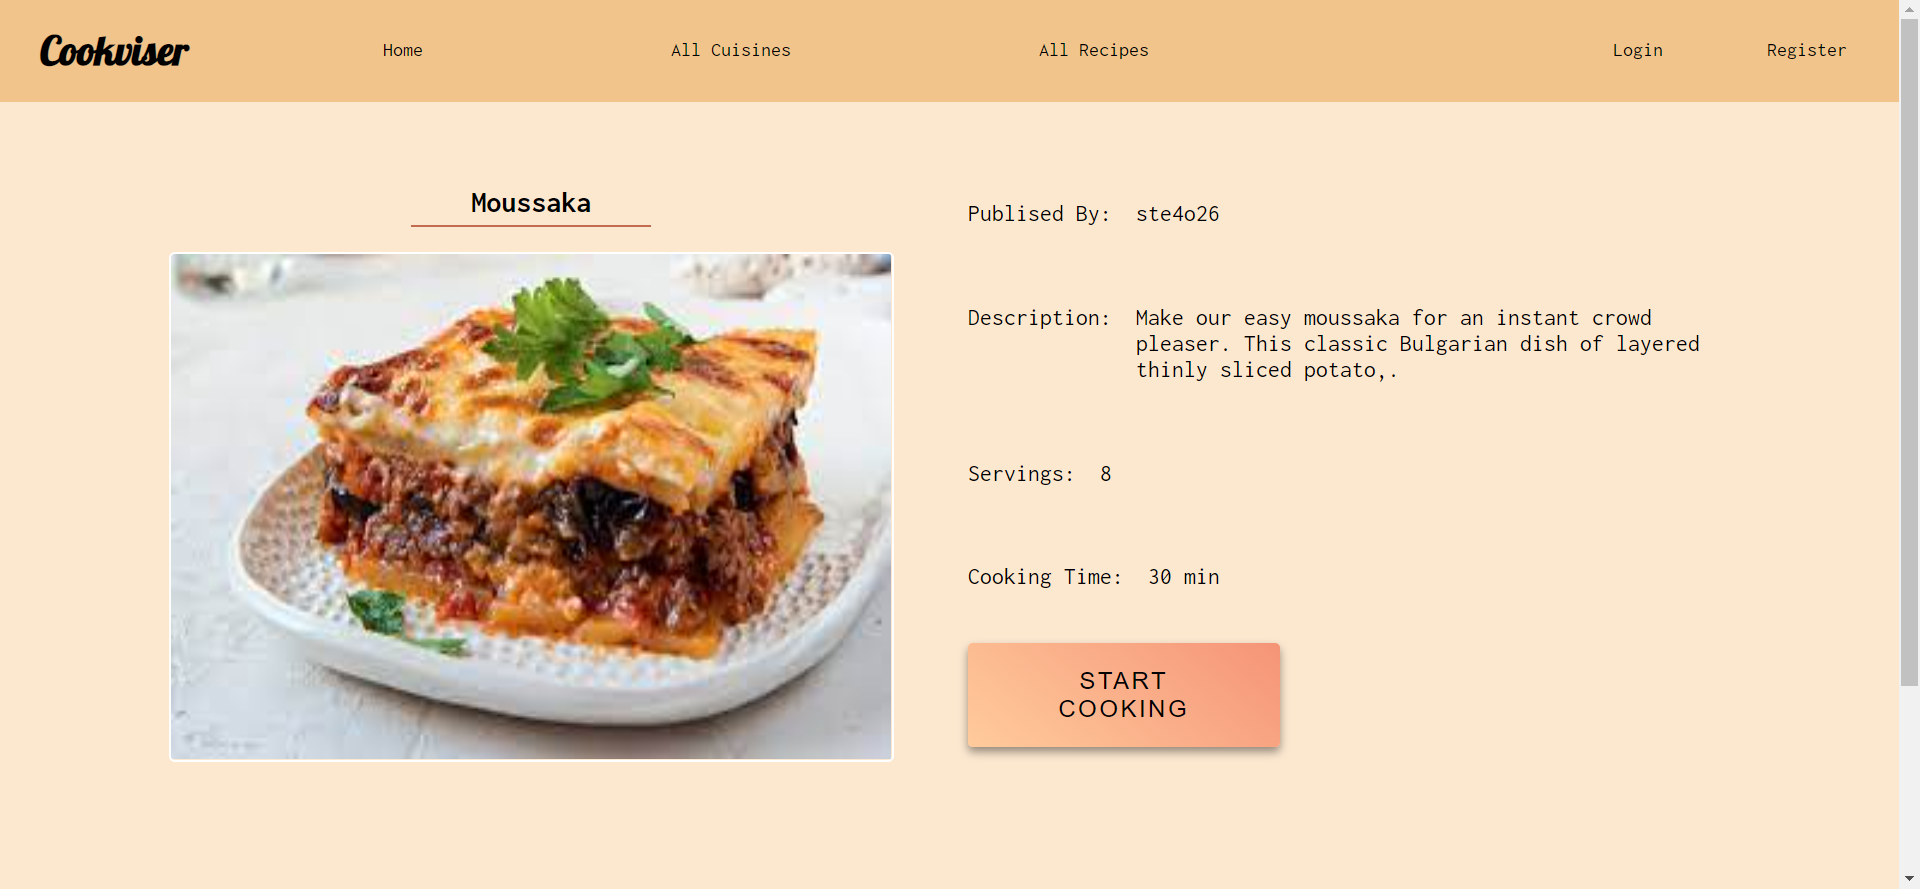 Cookviser
Home
All Cuisines
All Recipes
Login
Register
Moussaka
Publised By: ste4o26
Description: Make our easy moussaka for an instant crowd
pleaser. This classic Bulgarian dish of layered
thinly sliced potato,.
Servings: 8
Cooking Time: 30 min
START
COOKING